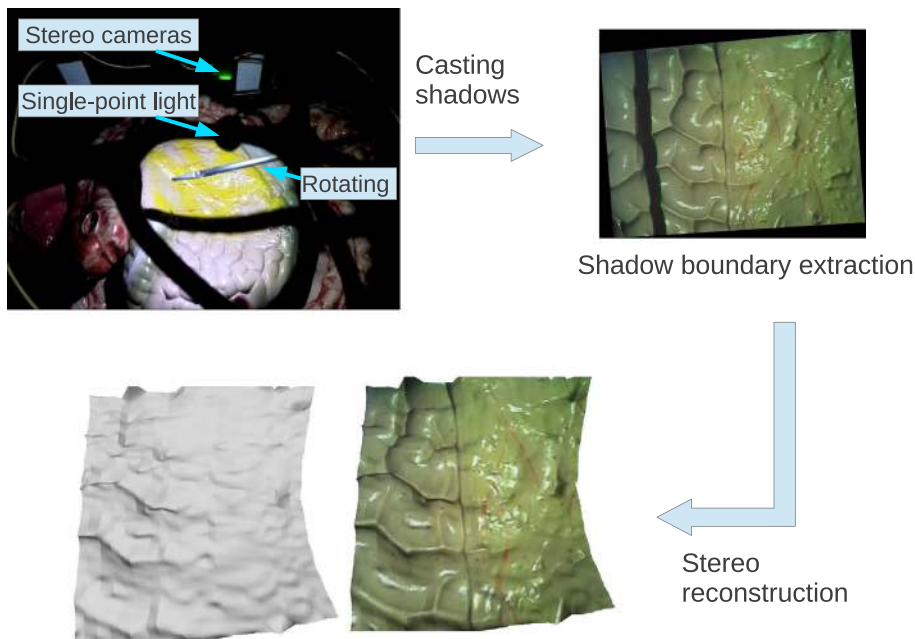 Stereo cameras
Single-point light
Rotating
Casting
shadows
Shadow boundary extraction
Stereo
reconstruction